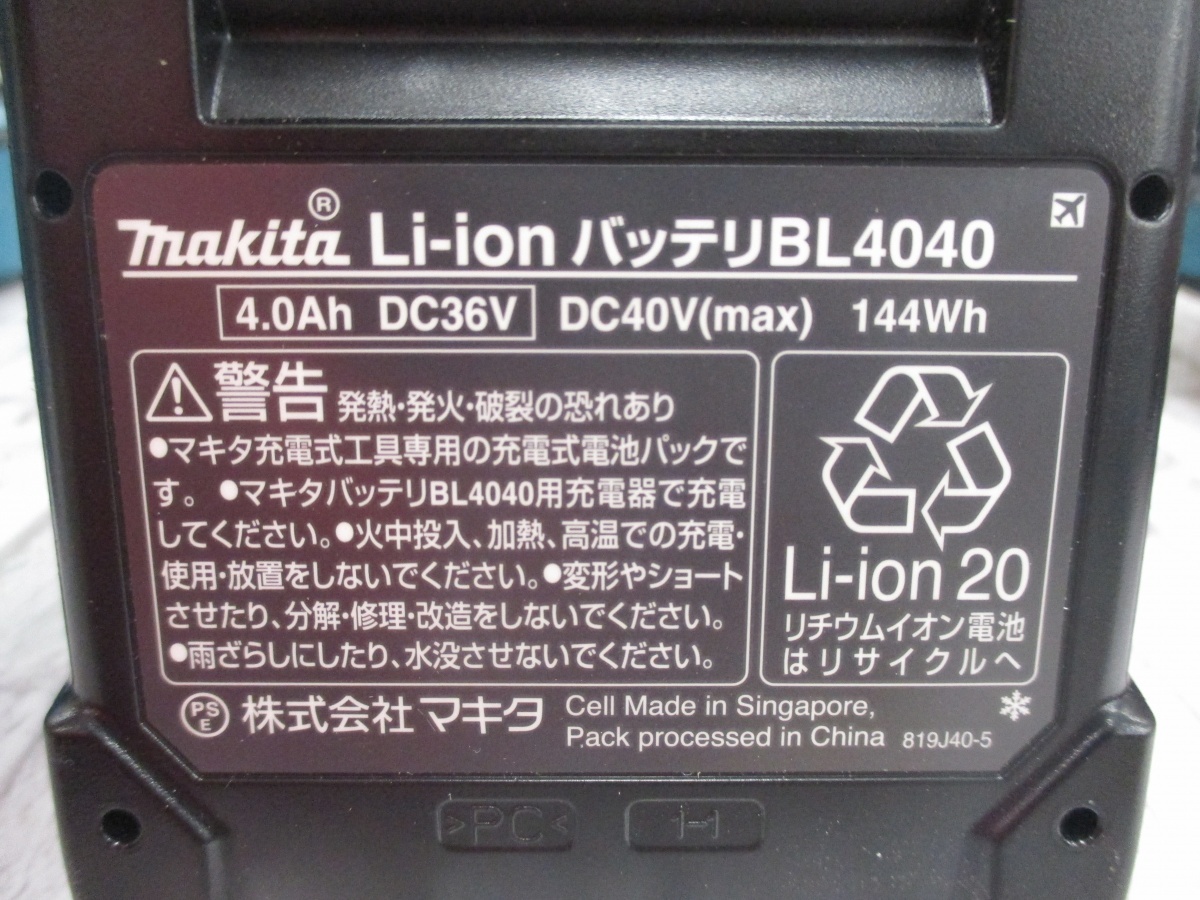 makita® Li-ion バッテリBL4040
4.0Ah DC36V DC40V(max) 144Wh
警告 発熱・発火・破裂の恐れあり
●マキタ充電式工具専用の充電式電池パックで
す。 ●マキタバッテリBL4040用充電器で充電
してください。●火中投入、加熱、高温での充電・
使用・放置をしないでください。●変形やショート
させたり、分解・修理・改造をしないでください。
●雨ざらしにしたり、水没させないでください。
Li-ion 20
リチウムイオン電池
はリサイクルへ
PSE 株式会社マキタ
Cell Made in Singapore,
Pack processed in China 819J40-5
>PC<
1-1